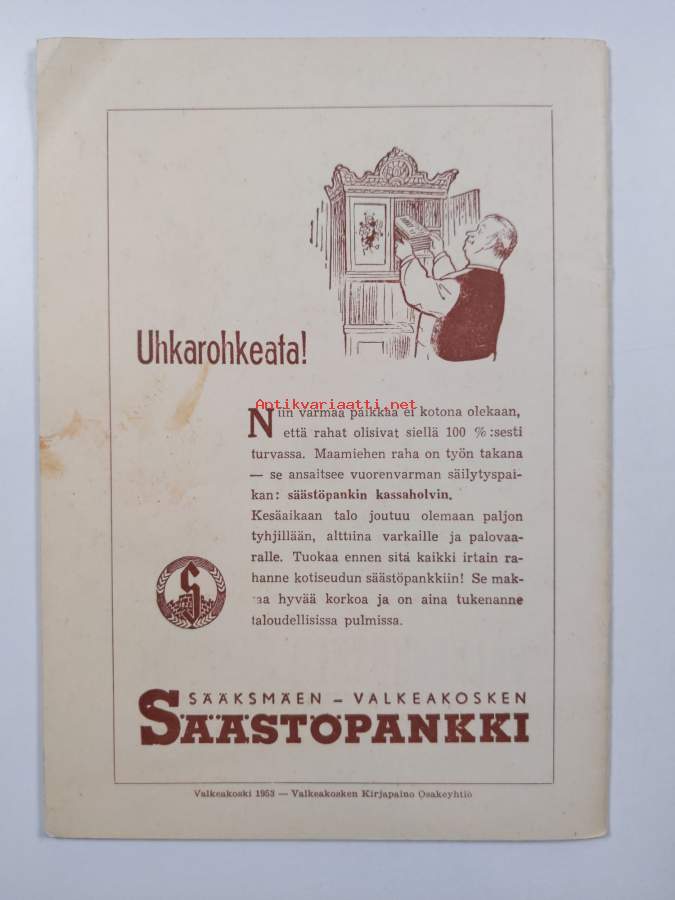 Uhkarohkeata!
Antikvariaatti.net
Niin varmaa paikkaa ei kotona olekaan,
että rahat olisivat siellä 100 %:sesti
turvassa. Maamiehen raha on työn takana
— se ansaitsee vuorenvarman säilytyspai-
kan: säästöpankin kassaholvin.
Kesäaikaan talo joutuu olemaan paljon
tyhjillään, alttiina varkaille ja palovaa-
ralle. Tuokaa ennen sitä kaikki irtain ra-
hanne kotiseudun säästöpankkiin! Se mak-
saa hyvää korkoa ja on aina tukenanne
taloudellisissa pulmissa.
S
SÄÄKSMÄEN – VALKEAKOSKEN
SÄÄSTÖPANKKI
Valkeakoski 1953 — Valkeakosken Kirjapaino Osakeyhtiö